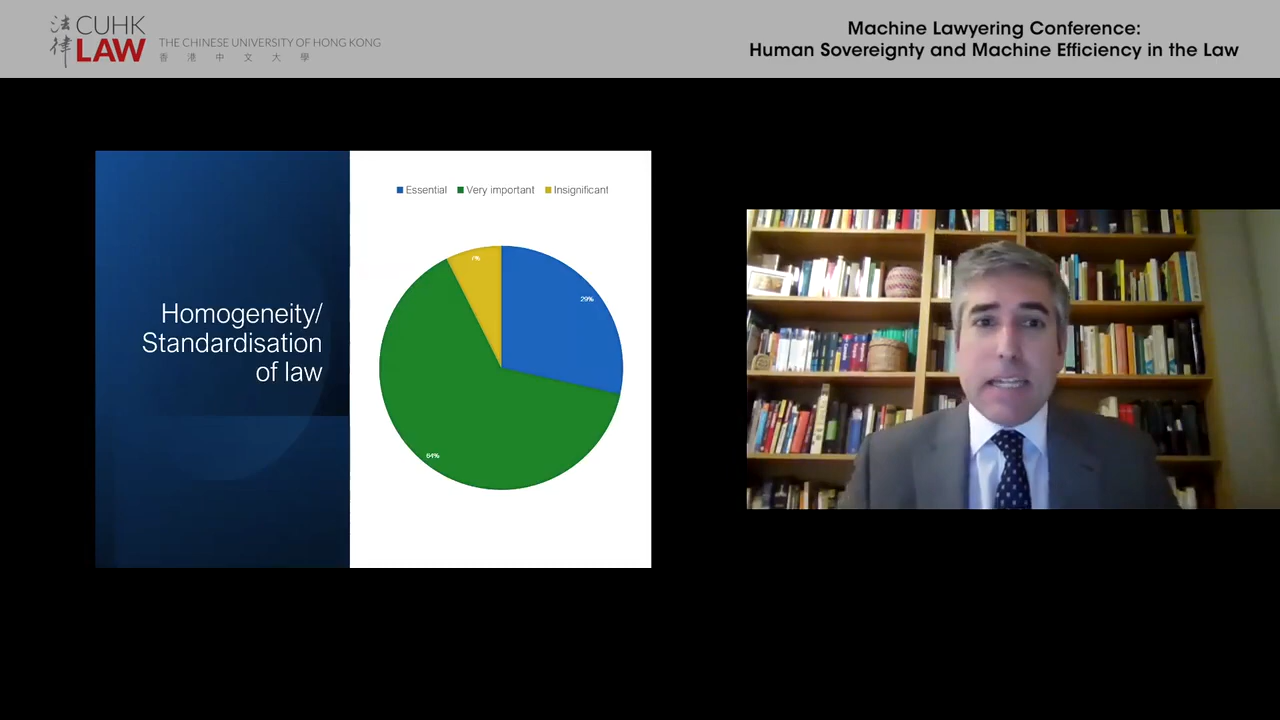 法律
CUHK
LAW
THE CHINESE UNIVERSITY OF HONG KONG
香港中文大學
Machine Lawyering Conference:
Human Sovereignty and Machine Efficiency in the Law
Homogeneity/
Standardisation
of law
Essential Very important Insignificant
7%
29%
64%